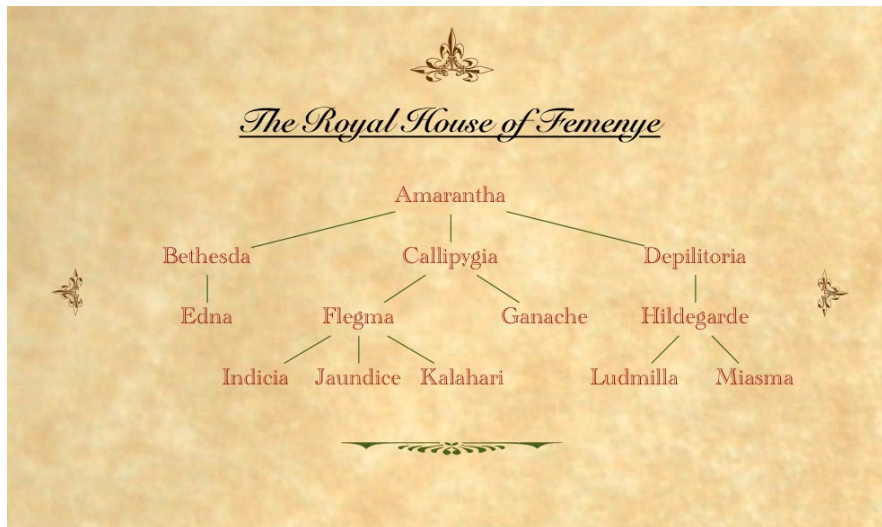 The Royal House of Femenye
Amarantha
Bethesda Callipygia Depilitoria
Edna Flegma Ganache Hildegarde
Indicia Jaundice Kalahari Ludmilla Miasma